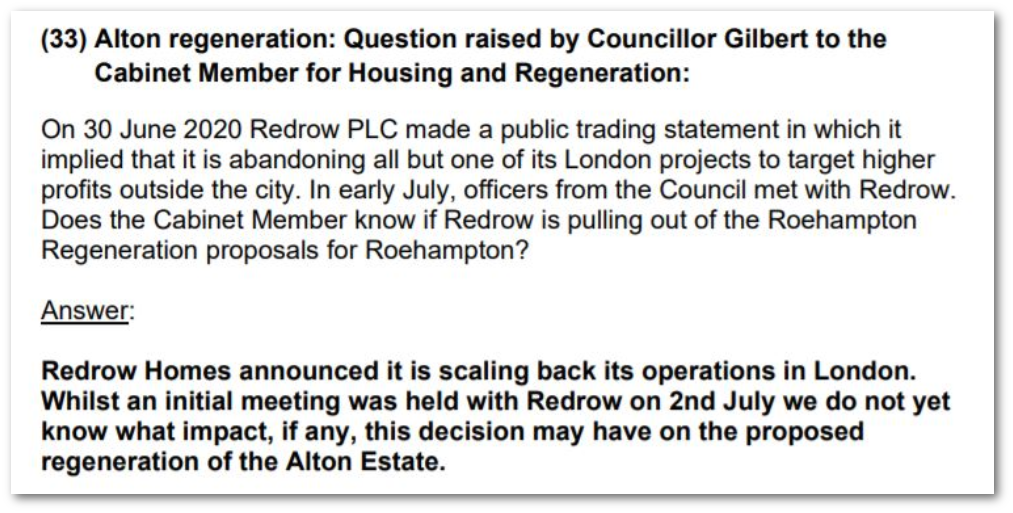 (33) Alton regeneration: Question raised by Councillor Gilbert to the
Cabinet Member for Housing and Regeneration:
On 30 June 2020 Redrow PLC made a public trading statement in which it
implied that it is abandoning all but one of its London projects to target higher
profits outside the city. In early July, officers from the Council met with Redrow.
Does the Cabinet Member know if Redrow is pulling out of the Roehampton
Regeneration proposals for Roehampton?
Answer:
Redrow Homes announced it is scaling back its operations in London.
Whilst an initial meeting was held with Redrow on 2nd July we do not yet
know what impact, if any, this decision may have on the proposed
regeneration of the Alton Estate.